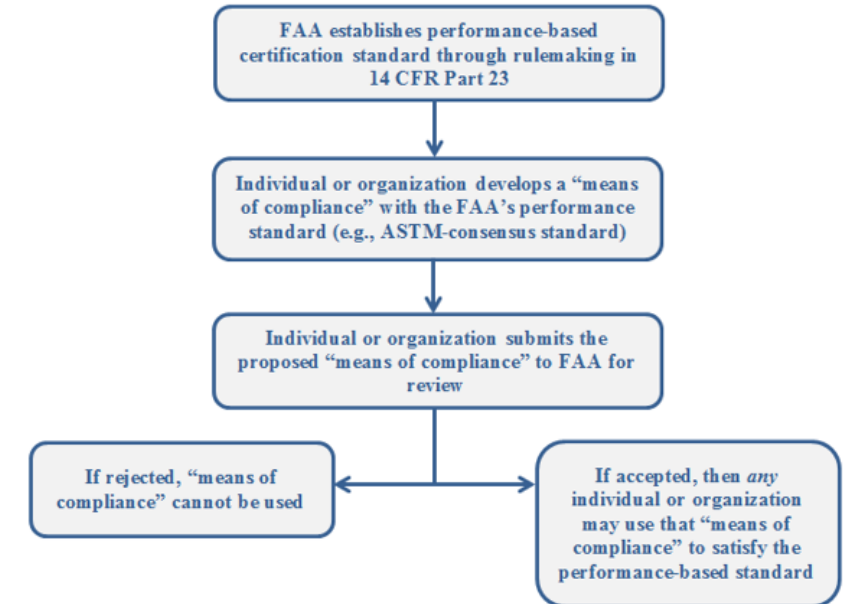 FAA establishes performance-based
certification standard through rulemaking in
14 CFR Part 23
Individual or organization develops a “means
of compliance” with the FAA’s performance
standard (e.g., ASTM-consensus standard)
Individual or organization submits the
proposed “means of compliance” to FAA for
review
If rejected, “means of
compliance” cannot be used
If accepted, then any
individual or organization
may use that “means of
compliance” to satisfy the
performance-based standard